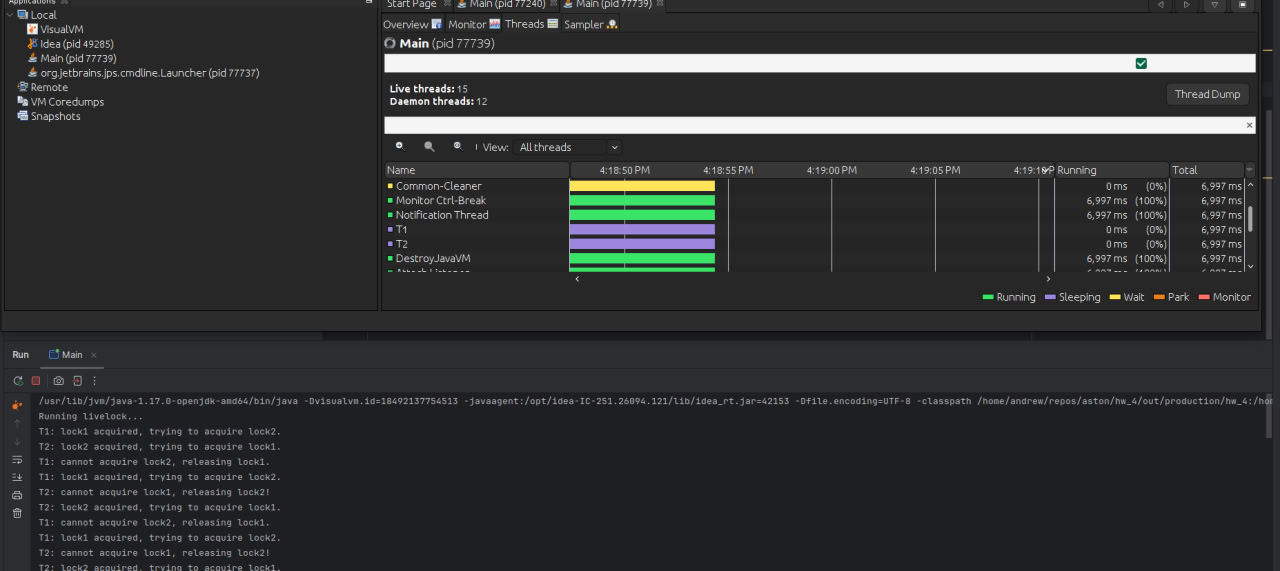 Applications
Start Page Main (pid 77240) Main (pid 77739)
Local
VisualVM
Idea (pid 49285)
Main (pid 77739)
org.jetbrains.jps.cmdline.Launcher (pid 77737)
Remote
VM Coredumps
Snapshots
Overview Monitor Threads Sampler
Main (pid 77739)
Live threads: 15
Daemon threads: 12
Thread Dump
View: All threads
Name 4:18:50 PM 4:18:55 PM 4:19:00 PM 4:19:05 PM 4:19:10 P Running Total
Common-Cleaner 0 ms (0%) 6,997 ms
Monitor Ctrl-Break 6,997 ms (100%) 6,997 ms
Notification Thread 6,997 ms (100%) 6,997 ms
T1 0 ms (0%) 6,997 ms
T2 0 ms (0%) 6,997 ms
DestroyJavaVM 6,997 ms (100%) 6,997 ms
Attach Listener 6,997 ms (100%) 6,997 ms
Running Sleeping Wait Park Monitor
Run Main
/usr/lib/jvm/java-1.17.0-openjdk-amd64/bin/java -Dvisualvm.id=18492137754513 -javaagent:/opt/idea-IC-251.26094.121/lib/idea_rt.jar=42153 -Dfile.encoding=UTF-8 -classpath /home/andrew/repos/aston/hw_4/out/production/hw_4:/hom
Running livelock...
T1: lock1 acquired, trying to acquire lock2.
T2: lock2 acquired, trying to acquire lock1.
T1: cannot acquire lock2, releasing lock1.
T1: lock1 acquired, trying to acquire lock2.
T2: cannot acquire lock1, releasing lock2!
T2: lock2 acquired, trying to acquire lock1.
T1: cannot acquire lock2, releasing lock1.
T1: lock1 acquired, trying to acquire lock2.
T2: cannot acquire lock1, releasing lock2!
T2: lock2 acquired, trying to acquire lock1.